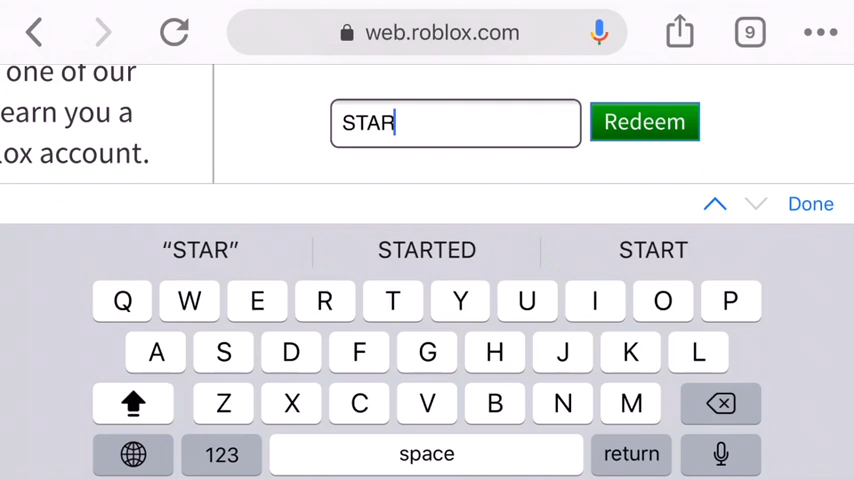 web.roblox.com
9
one of our
earn you a
lox account.
STAR
Redeem
Done
“STAR”
STARTED
START
Q W E R T Y U I O P
A S D F G H J K L
Z X C V B N M
123
space
return